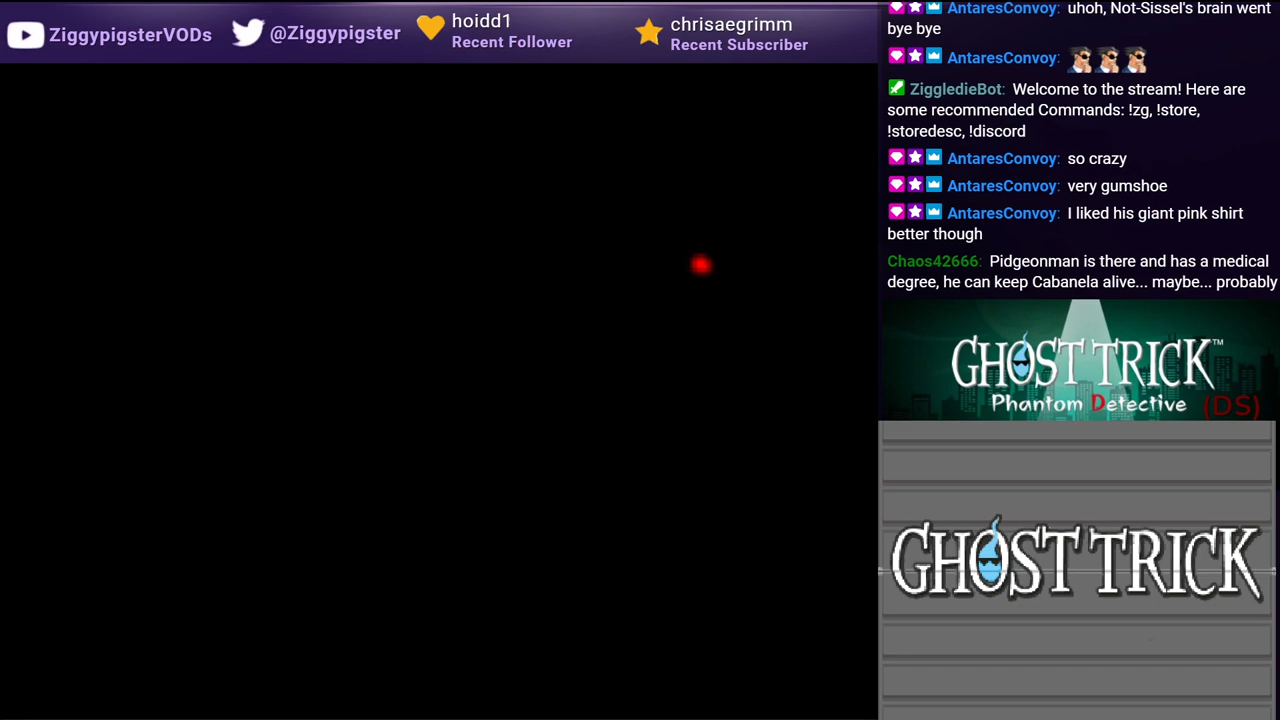 ZiggypigsterVODs
@Ziggypigster
hoidd1
Recent Follower
chrisaegrimm
Recent Subscriber
AntaresConvoy: uhoh, Not-Sissel's brain went
bye bye
AntaresConvoy:
ZiggledieBot: Welcome to the stream! Here are
some recommended Commands: !zg, !store,
!storedesc, !discord
AntaresConvoy: so crazy
AntaresConvoy: very gumshoe
AntaresConvoy: I liked his giant pink shirt
better though
Chaos42666: Pidgeonman is there and has a medical
degree, he can keep Cabanela alive... maybe... probably
GHOST TRICK™
Phantom Detective (DS)
GHOST TRICK